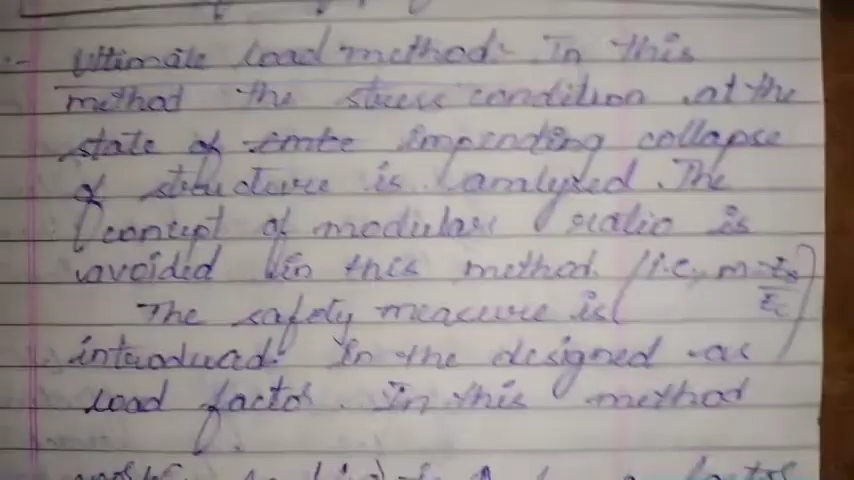 :- Ultimate load method:- In this
method the stress condition at the
state of impending collapse
of structure is analyzed. The
concept of modular ratio is
avoided in this method. (i.e., m = Es/Ec)
The safety measure is
introduced. In the designed as
load factor. In this method